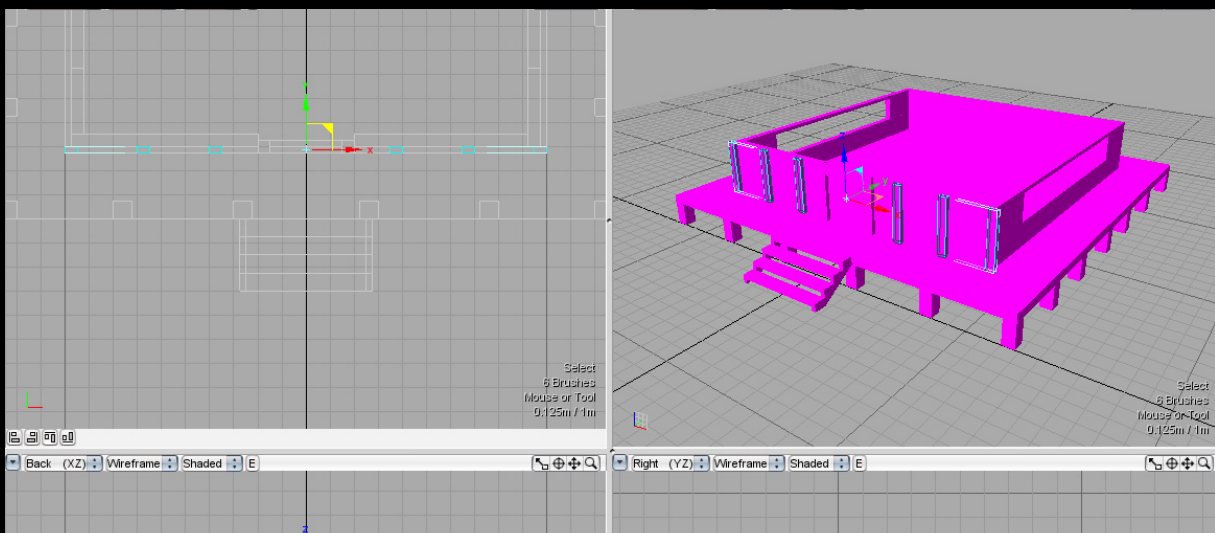 Y
X
Select
6 Brushes
Mouse or Tool
0.125m / 1m
Z
Y
X
Select
6 Brushes
Mouse or Tool
0.125m / 1m
Back (XZ) Wireframe Shaded E
Right (YZ) Wireframe Shaded E
Z